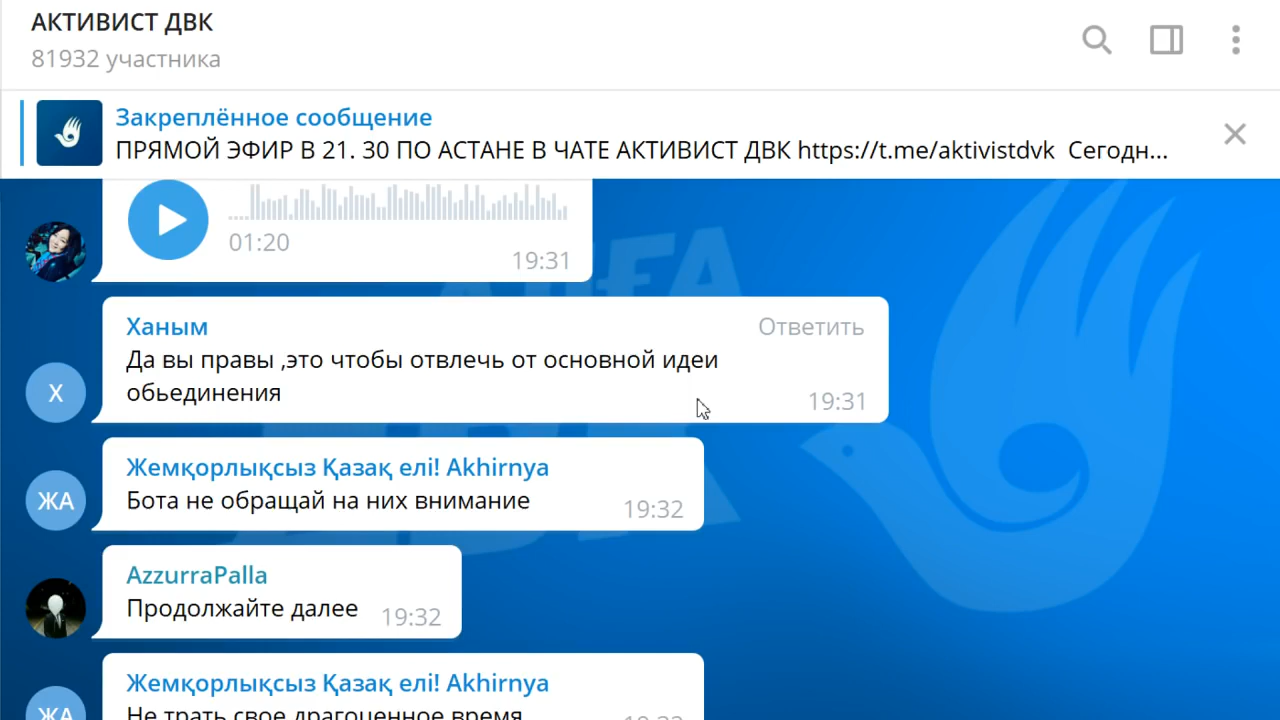 АКТИВИСТ ДВК
81932 участника
Закреплённое сообщение
ПРЯМОЙ ЭФИР В 21. 30 ПО АСТАНЕ В ЧАТЕ АКТИВИСТ ДВК https://t.me/aktivistdvk Сегодн...
01:20
19:31
Ханым
Ответить
Да вы правы ,это чтобы отвлечь от основной идеи
обьединения
19:31
Х
Жемқорлықсыз Қазақ елі! Akhirnya
ЖА
Бота не обращай на них внимание
19:32
AzzurraPalla
Продолжайте далее
19:32
Жемқорлықсыз Қазақ елі! Akhirnya
ЖА
Не трать свое драгоценное время